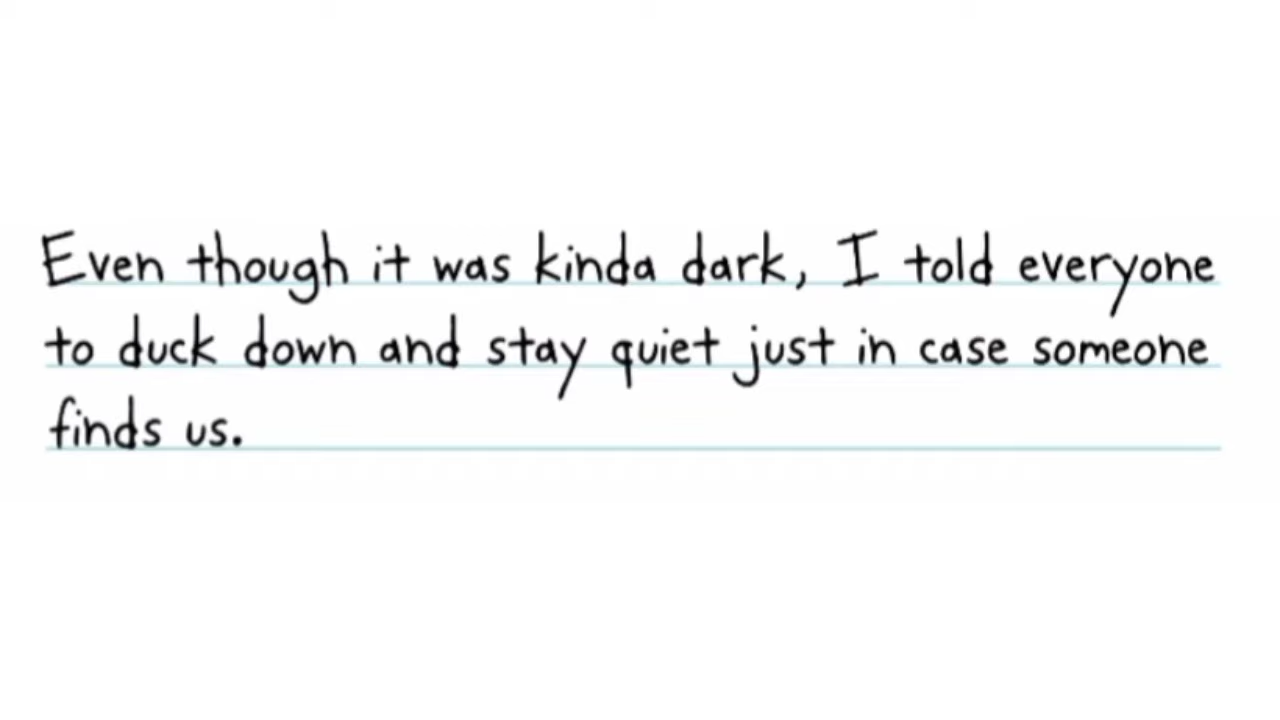 Even though it was kinda dark, I told everyone
to duck down and stay quiet just in case someone
finds us.